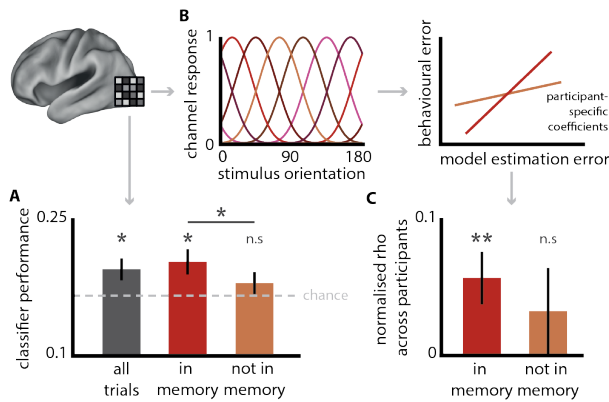 B
channel response
1
0
0
90
180
stimulus orientation
behavioural error
participant-
specific
coefficients
model estimation error
A
classifier performance
0.25
0.1
*
*
*
n.s
chance
all
trials
in
memory
not in
memory
C
normalised rho
across participants
0.1
0
**
n.s
in
memory
not in
memory